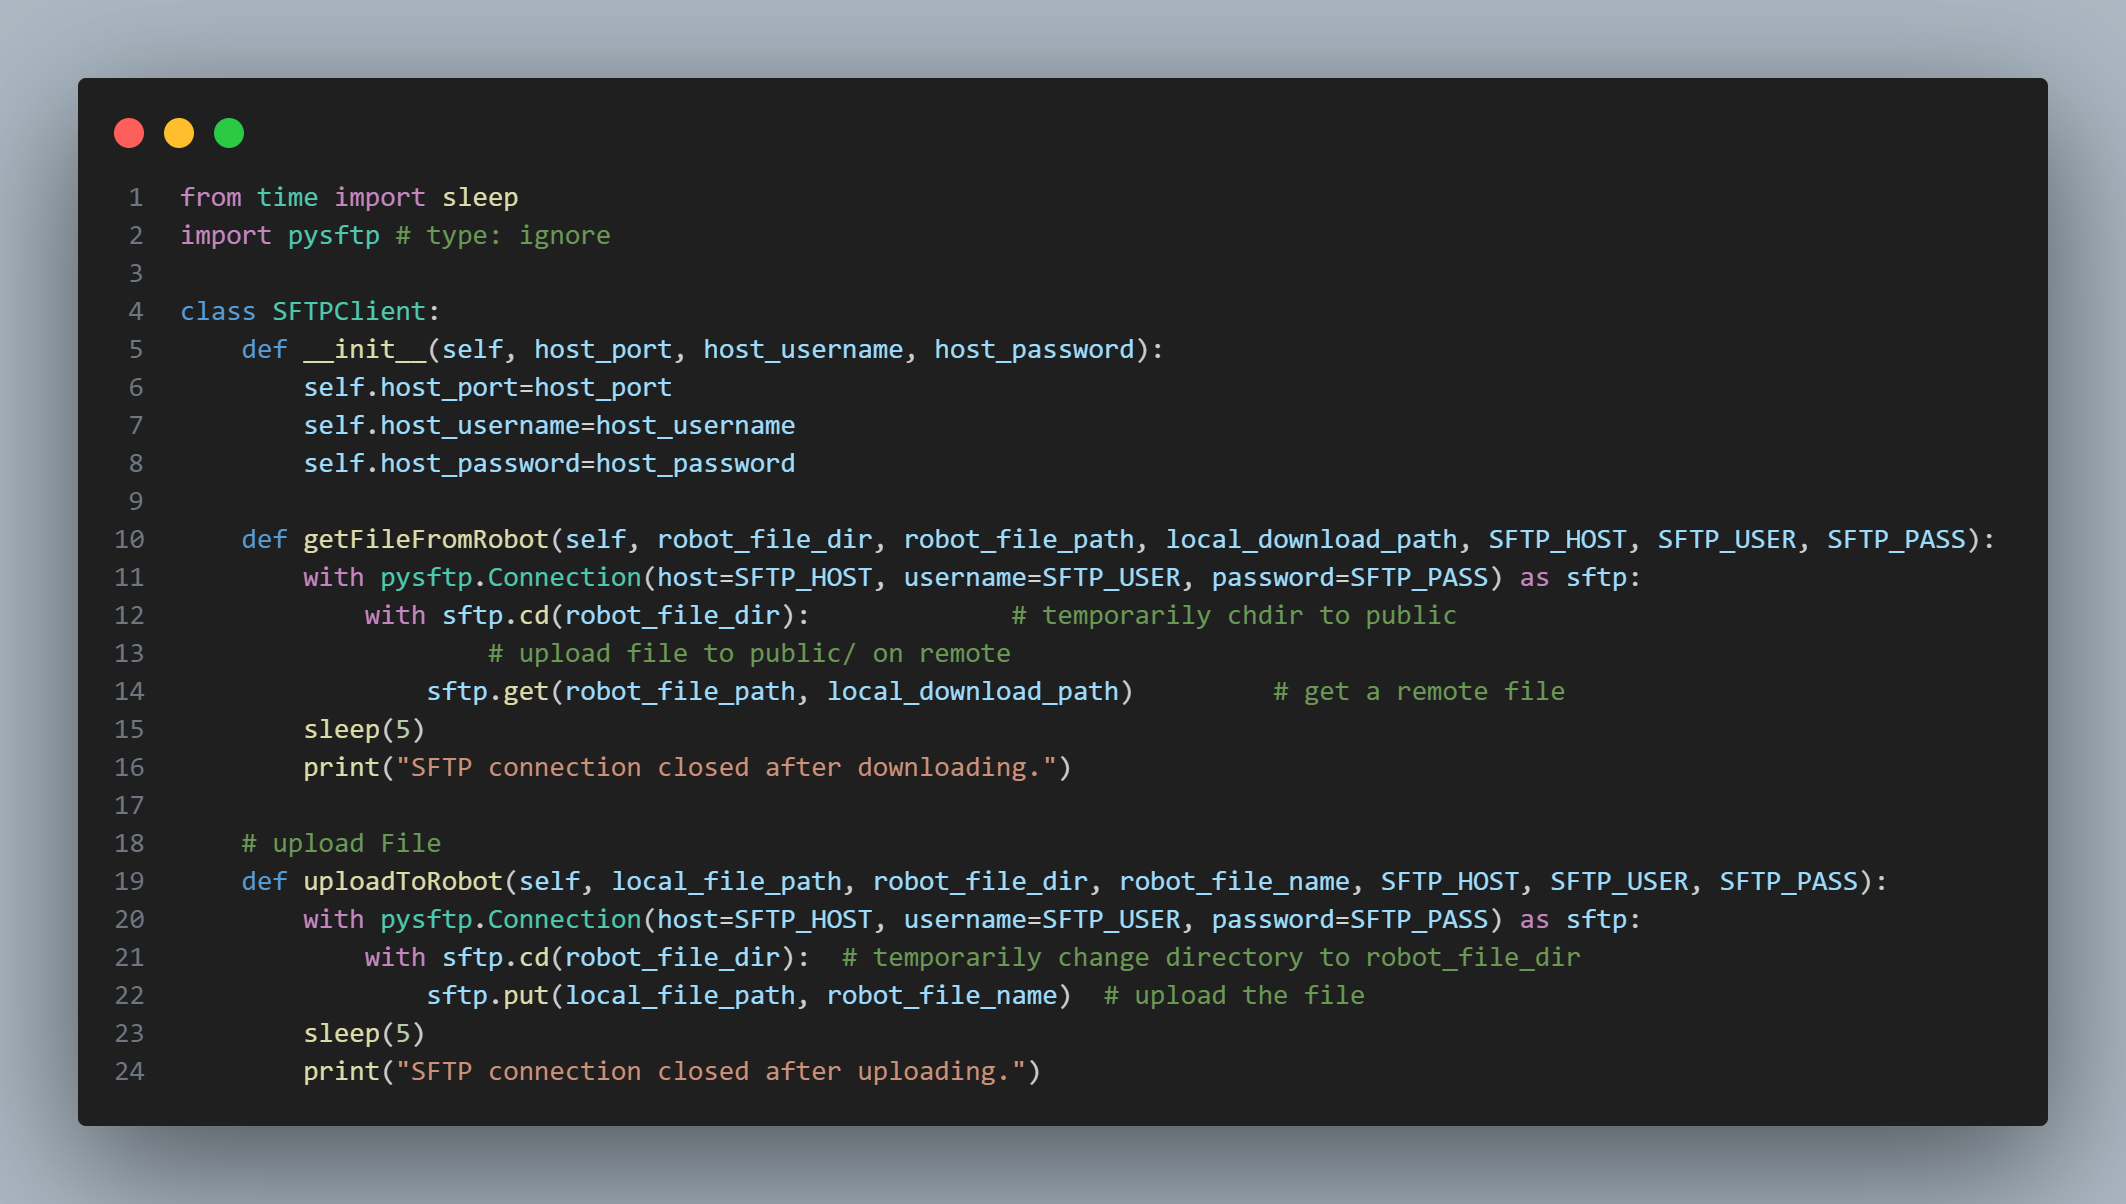 1 from time import sleep
2 import pysftp # type: ignore
3
4 class SFTPClient:
5     def __init__(self, host_port, host_username, host_password):
6         self.host_port=host_port
7         self.host_username=host_username
8         self.host_password=host_password
9
10     def getFileFromRobot(self, robot_file_dir, robot_file_path, local_download_path, SFTP_HOST, SFTP_USER, SFTP_PASS):
11         with pysftp.Connection(host=SFTP_HOST, username=SFTP_USER, password=SFTP_PASS) as sftp:
12             with sftp.cd(robot_file_dir):             # temporarily chdir to public
13                     # upload file to public/ on remote
14                 sftp.get(robot_file_path, local_download_path)         # get a remote file
15         sleep(5)
16         print("SFTP connection closed after downloading.")
17
18     # upload File
19     def uploadToRobot(self, local_file_path, robot_file_dir, robot_file_name, SFTP_HOST, SFTP_USER, SFTP_PASS):
20         with pysftp.Connection(host=SFTP_HOST, username=SFTP_USER, password=SFTP_PASS) as sftp:
21             with sftp.cd(robot_file_dir):  # temporarily change directory to robot_file_dir
22                 sftp.put(local_file_path, robot_file_name)  # upload the file
23         sleep(5)
24         print("SFTP connection closed after uploading.")